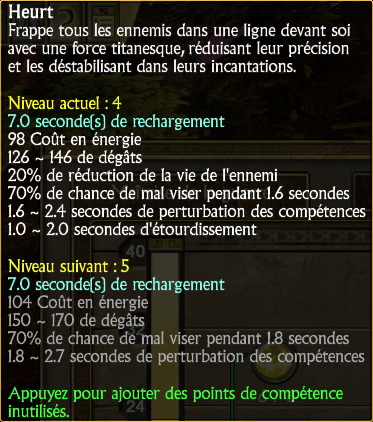 Heurt
Frappe tous les ennemis dans une ligne devant soi
avec une force titanesque, réduisant leur précision
et les déstabilisant dans leurs incantations.
Niveau actuel : 4
7.0 seconde(s) de rechargement
98 Coût en énergie
126 ~ 146 de dégâts
20% de réduction de la vie de l'ennemi
70% de chance de mal viser pendant 1.6 secondes
1.6 ~ 2.4 secondes de perturbation des compétences
1.0 ~ 2.0 secondes d'étourdissement
40
Niveau suivant : 5
7.0 seconde(s) de rechargement
104 Coût en énergie
150 ~ 170 de dégâts
70% de chance de mal viser pendant 1.8 secondes
1.8 ~ 2.7 secondes de perturbation des compétences
Appuyez pour ajouter des points de compétence
inutilisés.
24